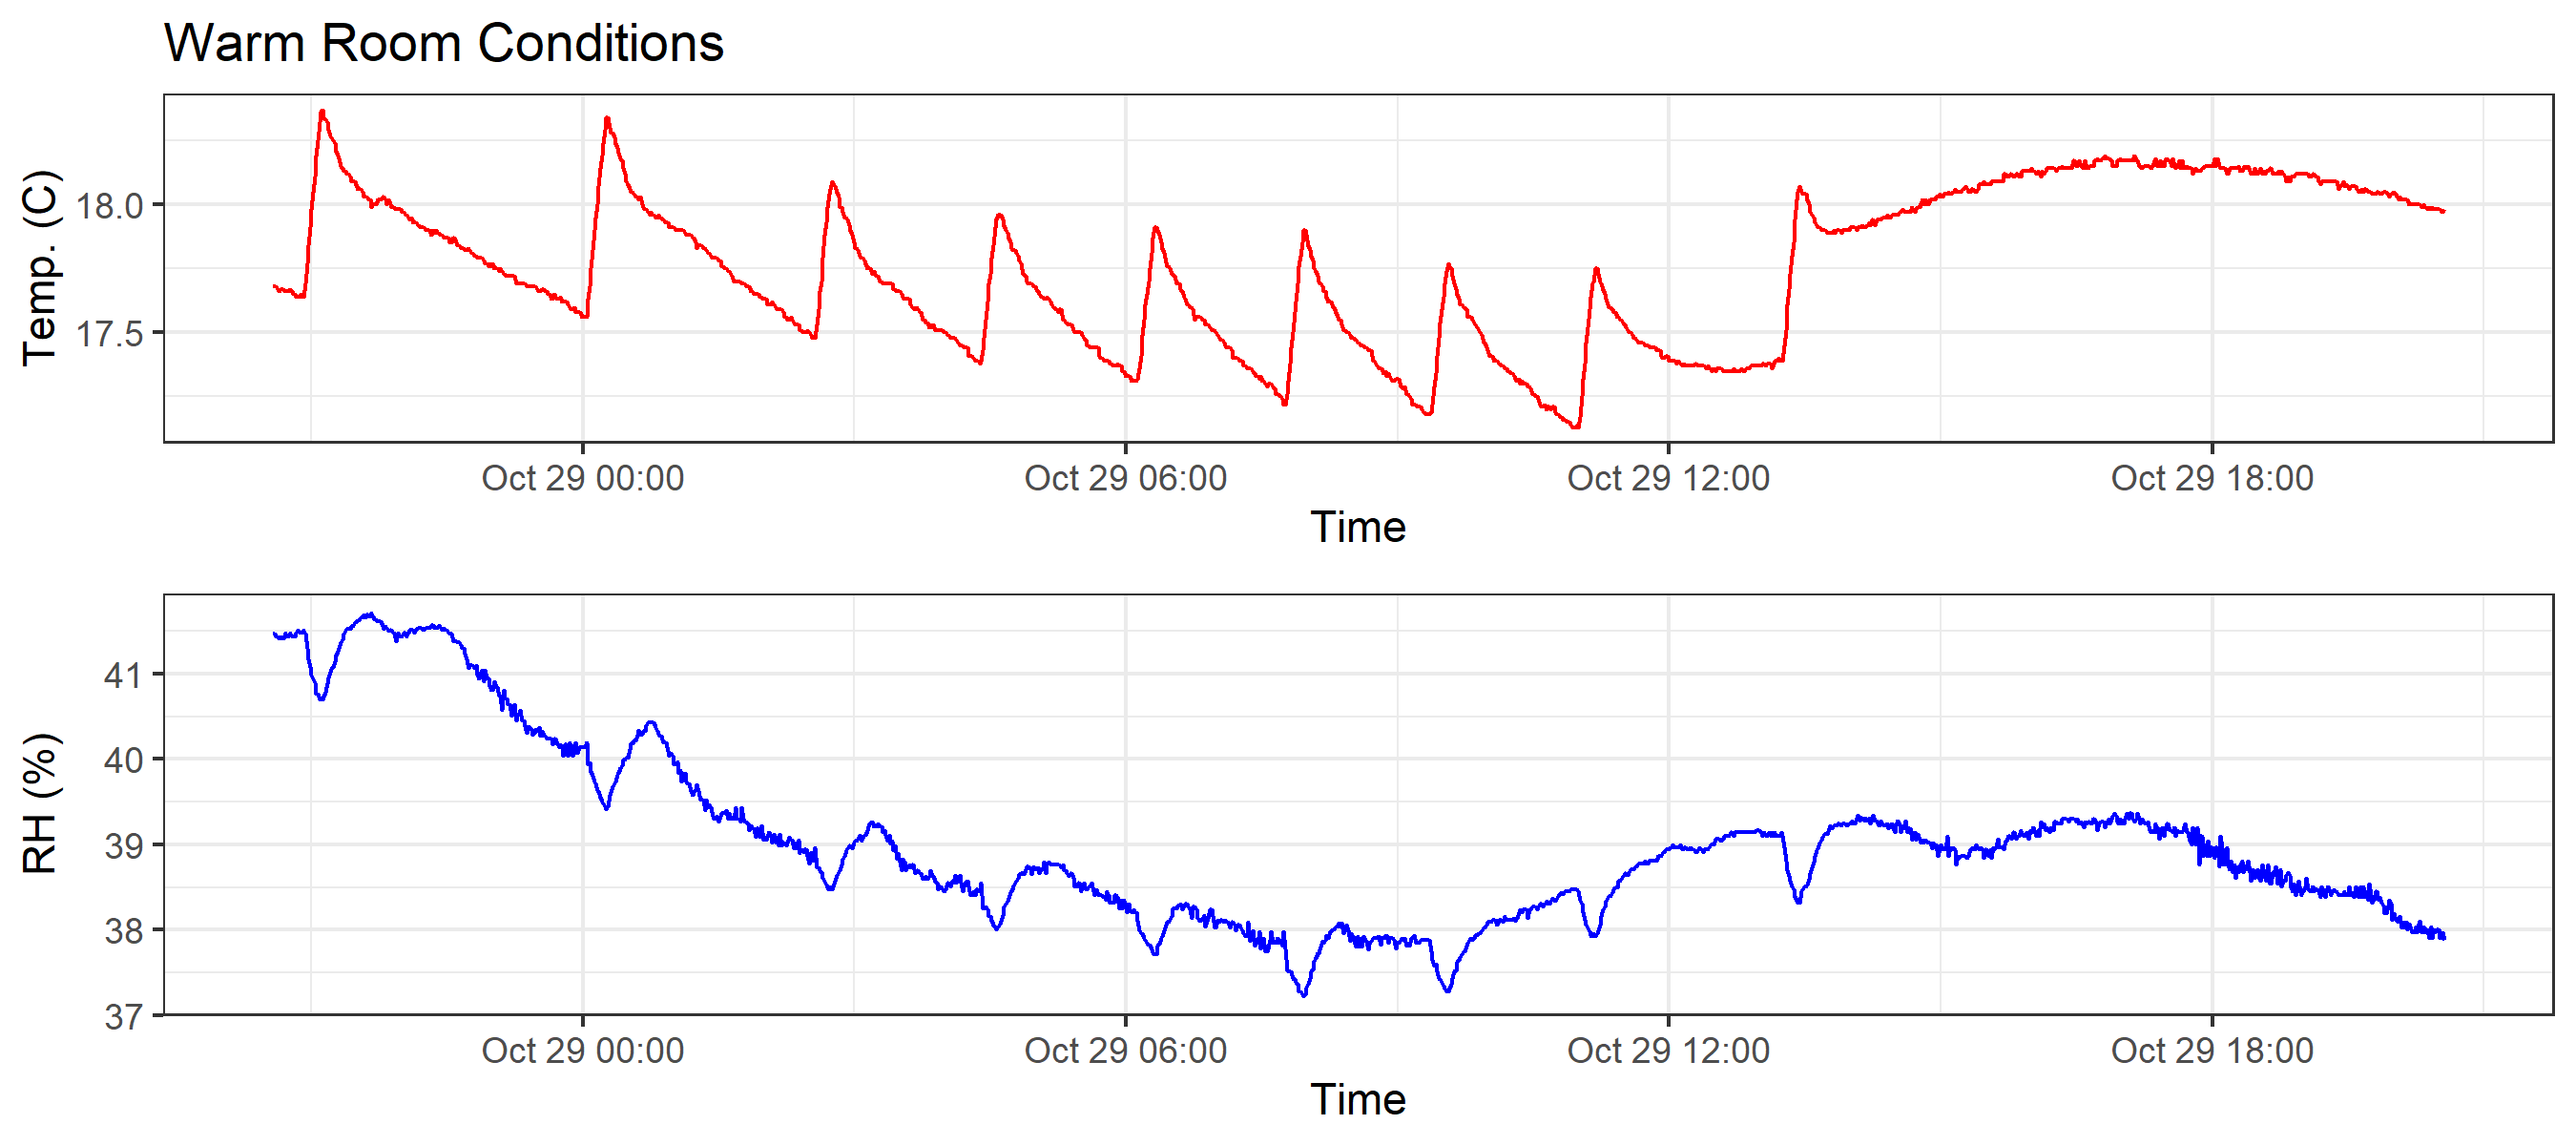 Warm Room Conditions
Temp. (C)
18.0
17.5
Oct 29 00:00 Oct 29 06:00 Oct 29 12:00 Oct 29 18:00
Time
RH (%)
41
40
39
38
37
Oct 29 00:00 Oct 29 06:00 Oct 29 12:00 Oct 29 18:00
Time